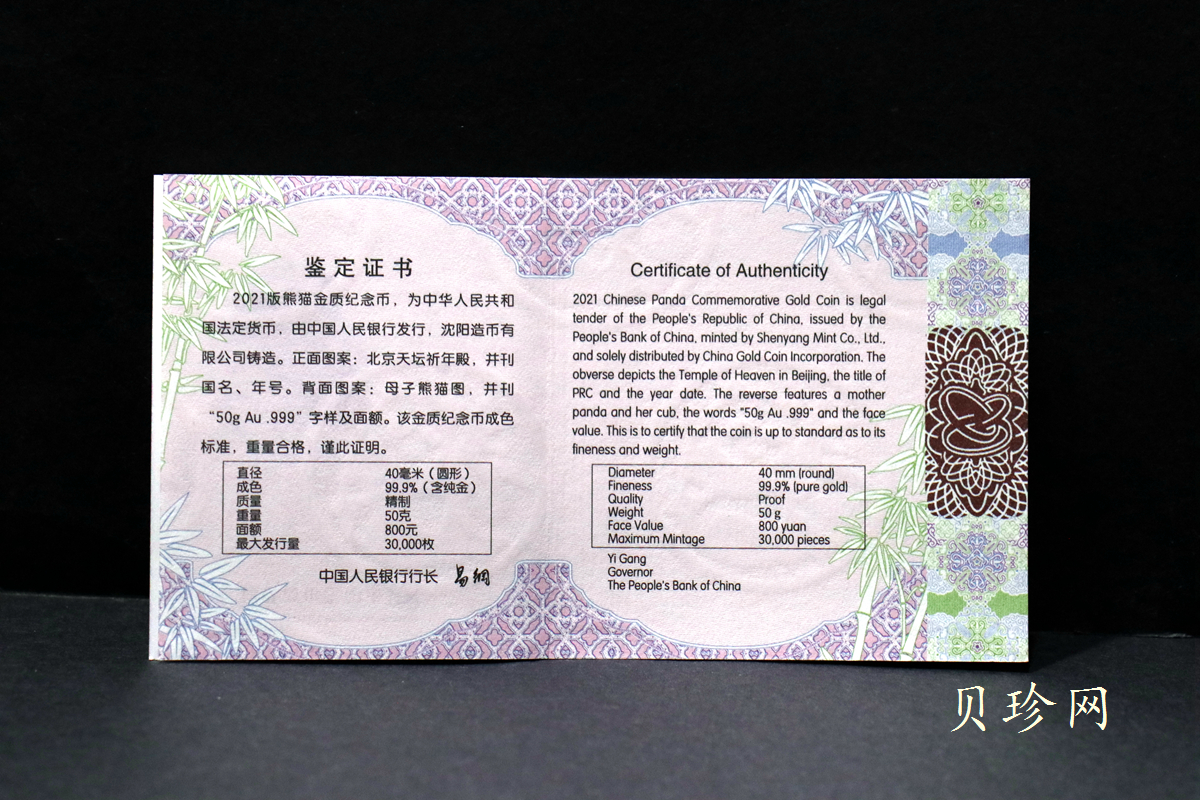 鉴定证书
2021版熊猫金质纪念币，为中华人民共和
国法定货币，由中国人民银行发行，沈阳造币有
限公司铸造。正面图案：北京天坛祈年殿，并刊
国名、年号。背面图案：母子熊猫图，并刊
“50g Au .999”字样及面额。该金质纪念币成色
标准，重量合格，谨此证明。
直径 40毫米（圆形）
成色 99.9%（含纯金）
质量 精制
重量 50克
面额 800元
最大发行量 30,000枚
中国人民银行行长 易纲
Certificate of Authenticity
2021 Chinese Panda Commemorative Gold Coin is legal
tender of the People's Republic of China, issued by the
People's Bank of China, minted by Shenyang Mint Co., Ltd.,
and solely distributed by China Gold Coin Incorporation. The
obverse depicts the Temple of Heaven in Beijing, the title of
PRC and the year date. The reverse features a mother
panda and her cub, the words "50g Au .999" and the face
value. This is to certify that the coin is up to standard as to its
fineness and weight.
Diameter 40 mm (round)
Fineness 99.9% (pure gold)
Quality Proof
Weight 50 g
Face Value 800 yuan
Maximum Mintage 30,000 pieces
Yi Gang
Governor
The People's Bank of China
贝珍网